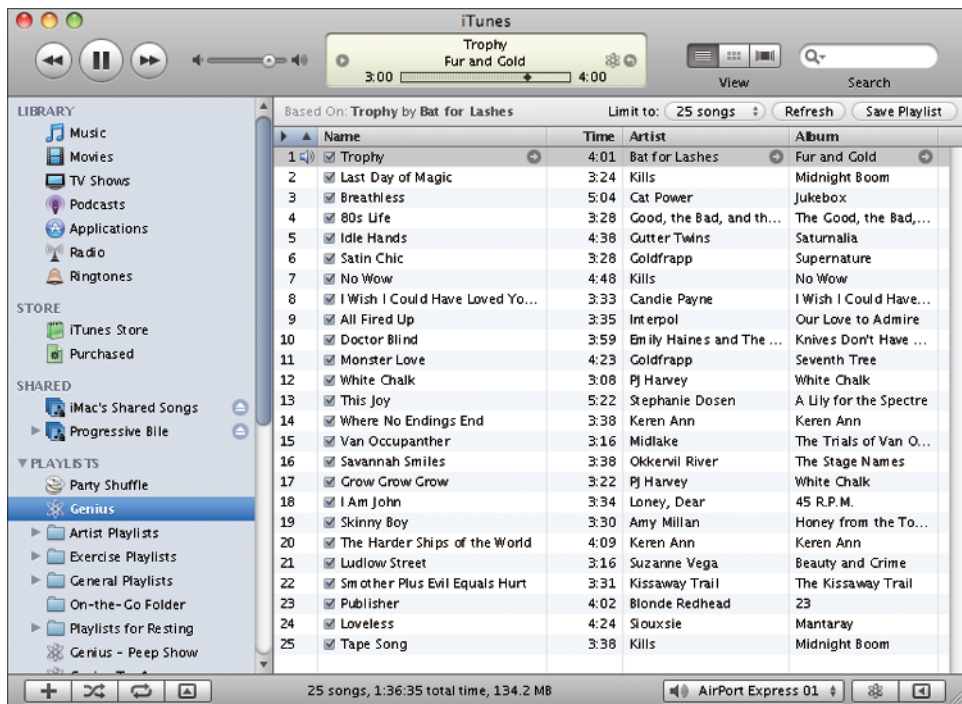 iTunes
Trophy
Fur and Gold
3:00 4:00
View Search
LIBRARY
Music
Movies
TV Shows
Podcasts
Applications
Radio
Ringtones
STORE
iTunes Store
Purchased
SHARED
iMac's Shared Songs
Progressive Bile
PLAYLISTS
Party Shuffle
Genius
Artist Playlists
Exercise Playlists
General Playlists
On-the-Go Folder
Playlists for Resting
Genius - Peep Show
Based On: Trophy by Bat for Lashes Limit to: 25 songs Refresh Save Playlist
Name Time Artist Album
1 Trophy 4:01 Bat for Lashes Fur and Gold
2 Last Day of Magic 3:24 Kills Midnight Boom
3 Breathless 5:04 Cat Power Jukebox
4 80s Life 3:28 Good, the Bad, and th... The Good, the Bad,...
5 Idle Hands 4:38 Gutter Twins Saturnalia
6 Satin Chic 3:28 Goldfrapp Supernature
7 No Wow 4:48 Kills No Wow
8 I Wish I Could Have Loved Yo... 3:33 Candie Payne I Wish I Could Have...
9 All Fired Up 3:35 Interpol Our Love to Admire
10 Doctor Blind 3:59 Emily Haines and The ... Knives Don't Have ...
11 Monster Love 4:23 Goldfrapp Seventh Tree
12 White Chalk 3:08 PJ Harvey White Chalk
13 This Joy 5:22 Stephanie Dosen A Lily for the Spectre
14 Where No Endings End 3:38 Keren Ann Keren Ann
15 Van Occupanther 3:16 Midlake The Trials of Van O...
16 Savannah Smiles 3:38 Okkervil River The Stage Names
17 Grow Grow Grow 3:22 PJ Harvey White Chalk
18 I Am John 3:34 Loney, Dear 45 R.P.M.
19 Skinny Boy 3:30 Amy Millan Honey from the To...
20 The Harder Ships of the World 4:09 Keren Ann Keren Ann
21 Ludlow Street 3:16 Suzanne Vega Beauty and Crime
22 Smother Plus Evil Equals Hurt 3:31 Kissaway Trail The Kissaway Trail
23 Publisher 4:02 Blonde Redhead 23
24 Loveless 4:24 Siouxsie Mantaray
25 Tape Song 3:38 Kills Midnight Boom
25 songs, 1:36:35 total time, 134.2 MB AirPort Express 01